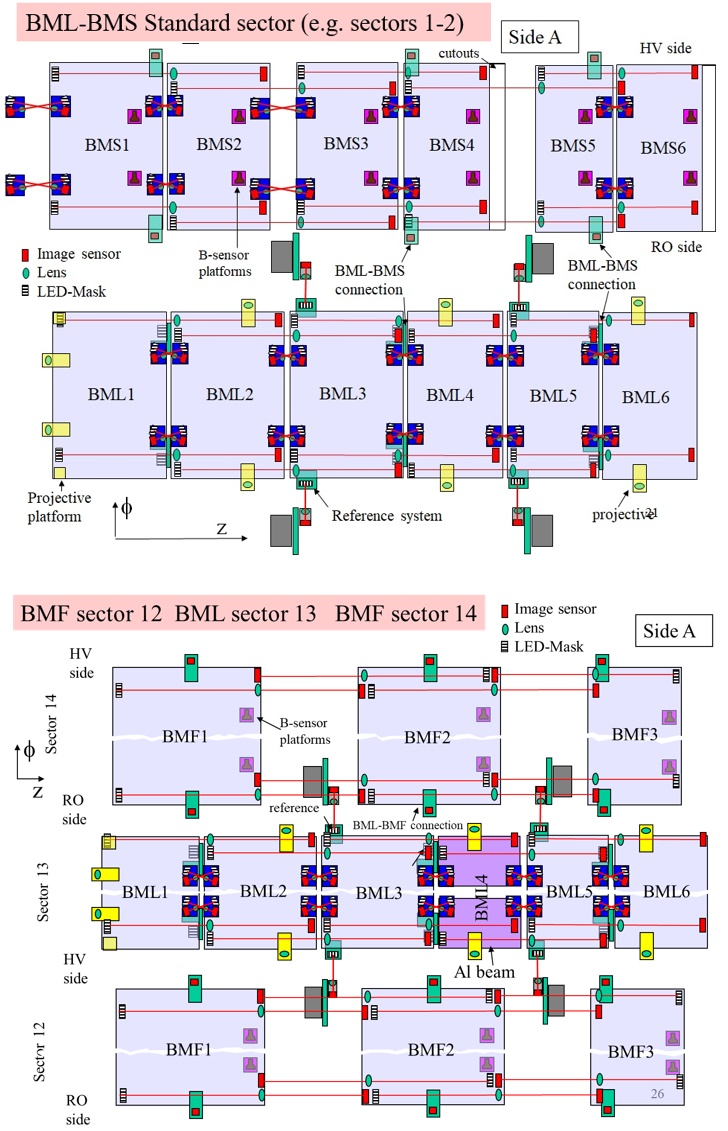 BML-BMS Standard sector (e.g. sectors 1-2)
Side A
cutouts
HV side
BMS1
BMS2
BMS3
BMS4
BMS5
BMS6
RO side
Image sensor
Lens
LED-Mask
B-sensor
platforms
BML-BMS
connection
BML-BMS
connection
BML1
BML2
BML3
BML4
BML5
BML6
Projective
platform
ϕ
z
Reference system
projective
21
BMF sector 12 BML sector 13 BMF sector 14
Image sensor
Lens
LED-Mask
Side A
HV
side
Sector 14
BMF1
B-sensor
platforms
BMF2
BMF3
ϕ
z
RO
side
reference
BML-BMF connection
Sector 13
BML1
BML2
BML3
BML4
BML5
BML6
HV
side
Al beam
Sector 12
BMF1
BMF2
BMF3
RO
side
26